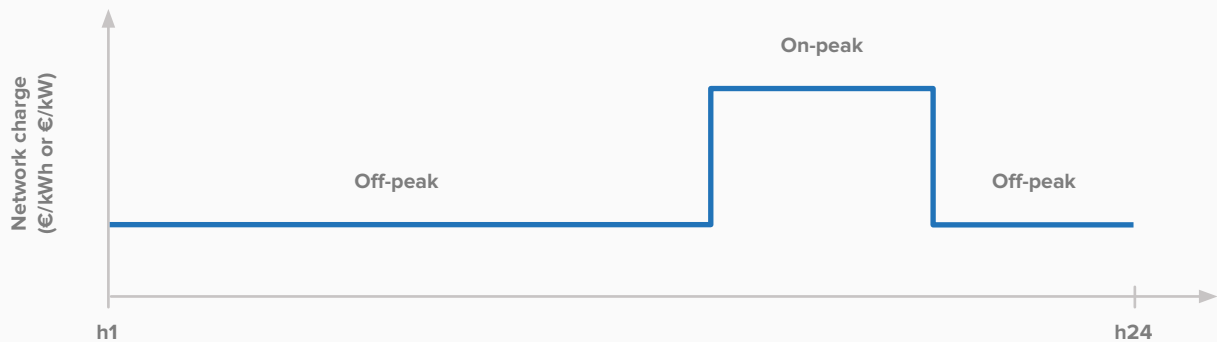 On-peak
Network charge
(€/kWh or €/kW)
Off-peak
Off-peak
h1
h24